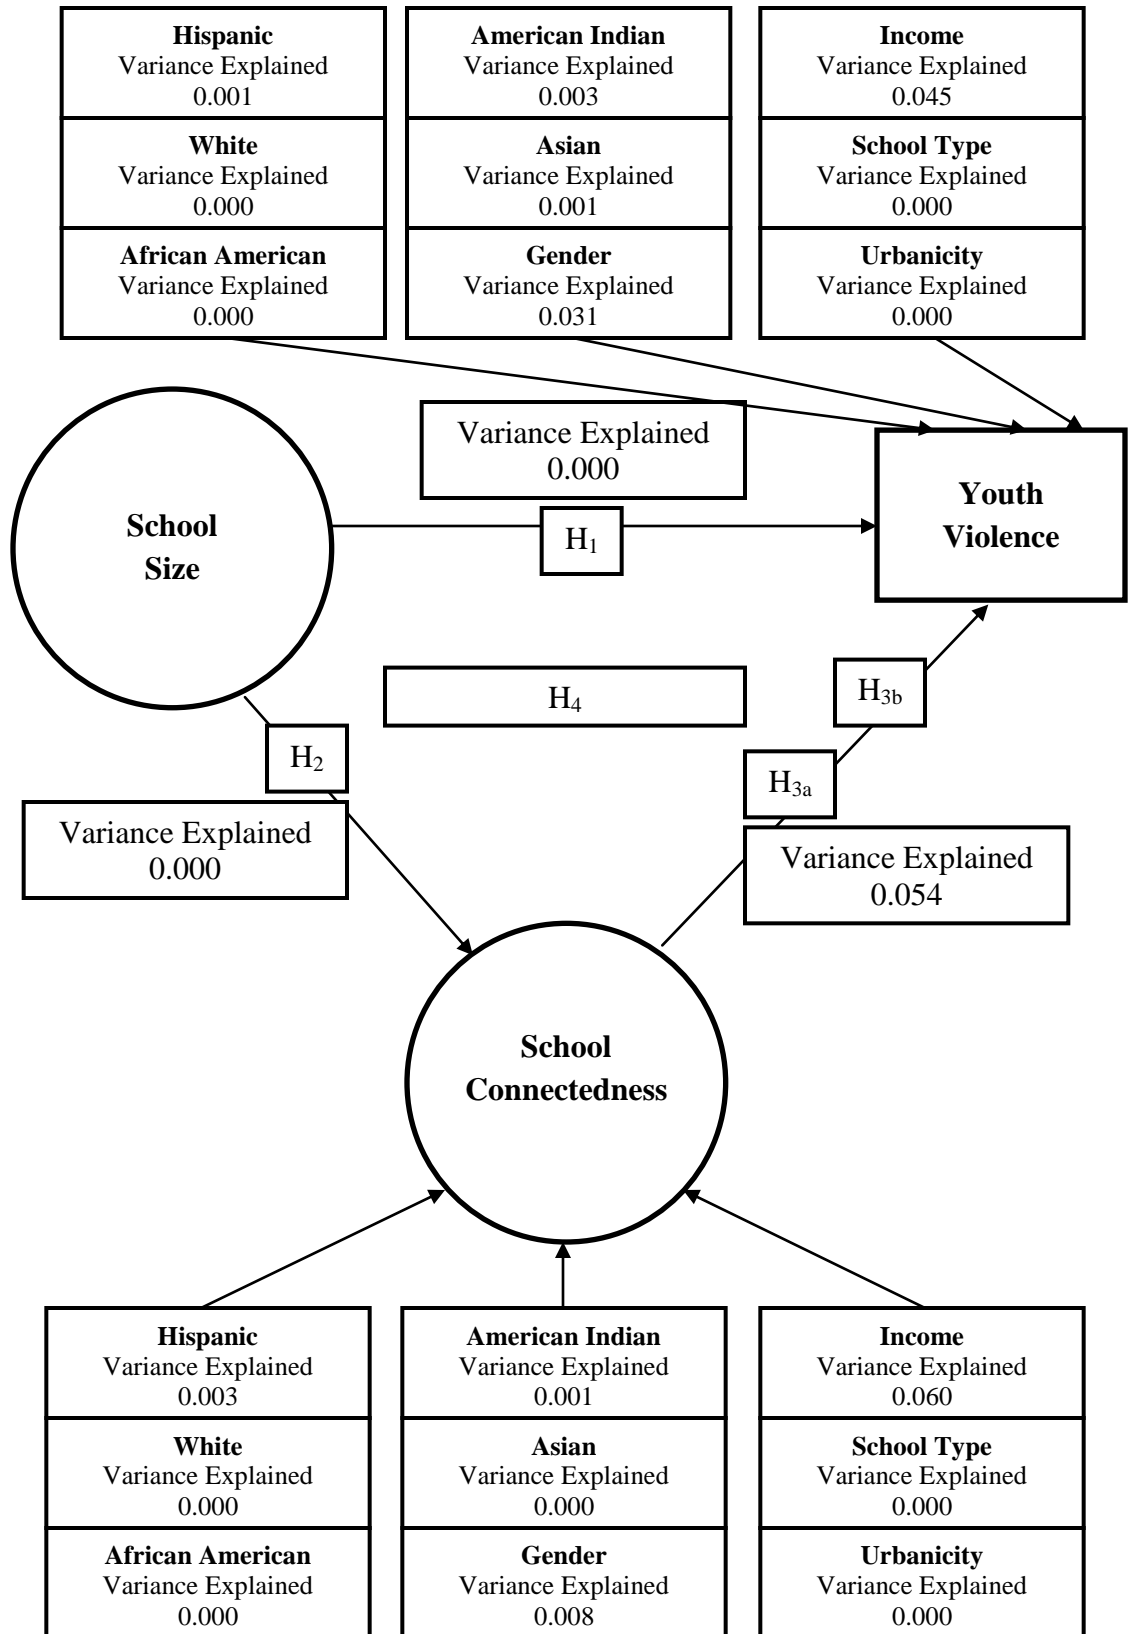 Hispanic
Variance Explained
0.001
White
Variance Explained
0.000
African American
Variance Explained
0.000
American Indian
Variance Explained
0.003
Asian
Variance Explained
0.001
Gender
Variance Explained
0.031
Income
Variance Explained
0.045
School Type
Variance Explained
0.000
Urbanicity
Variance Explained
0.000
Variance Explained
0.000
School
Size
H₁
Youth
Violence
H₄
H₃b
H₂
H₃a
Variance Explained
0.000
Variance Explained
0.054
School
Connectedness
Hispanic
Variance Explained
0.003
White
Variance Explained
0.000
African American
Variance Explained
0.000
American Indian
Variance Explained
0.001
Asian
Variance Explained
0.000
Gender
Variance Explained
0.008
Income
Variance Explained
0.060
School Type
Variance Explained
0.000
Urbanicity
Variance Explained
0.000